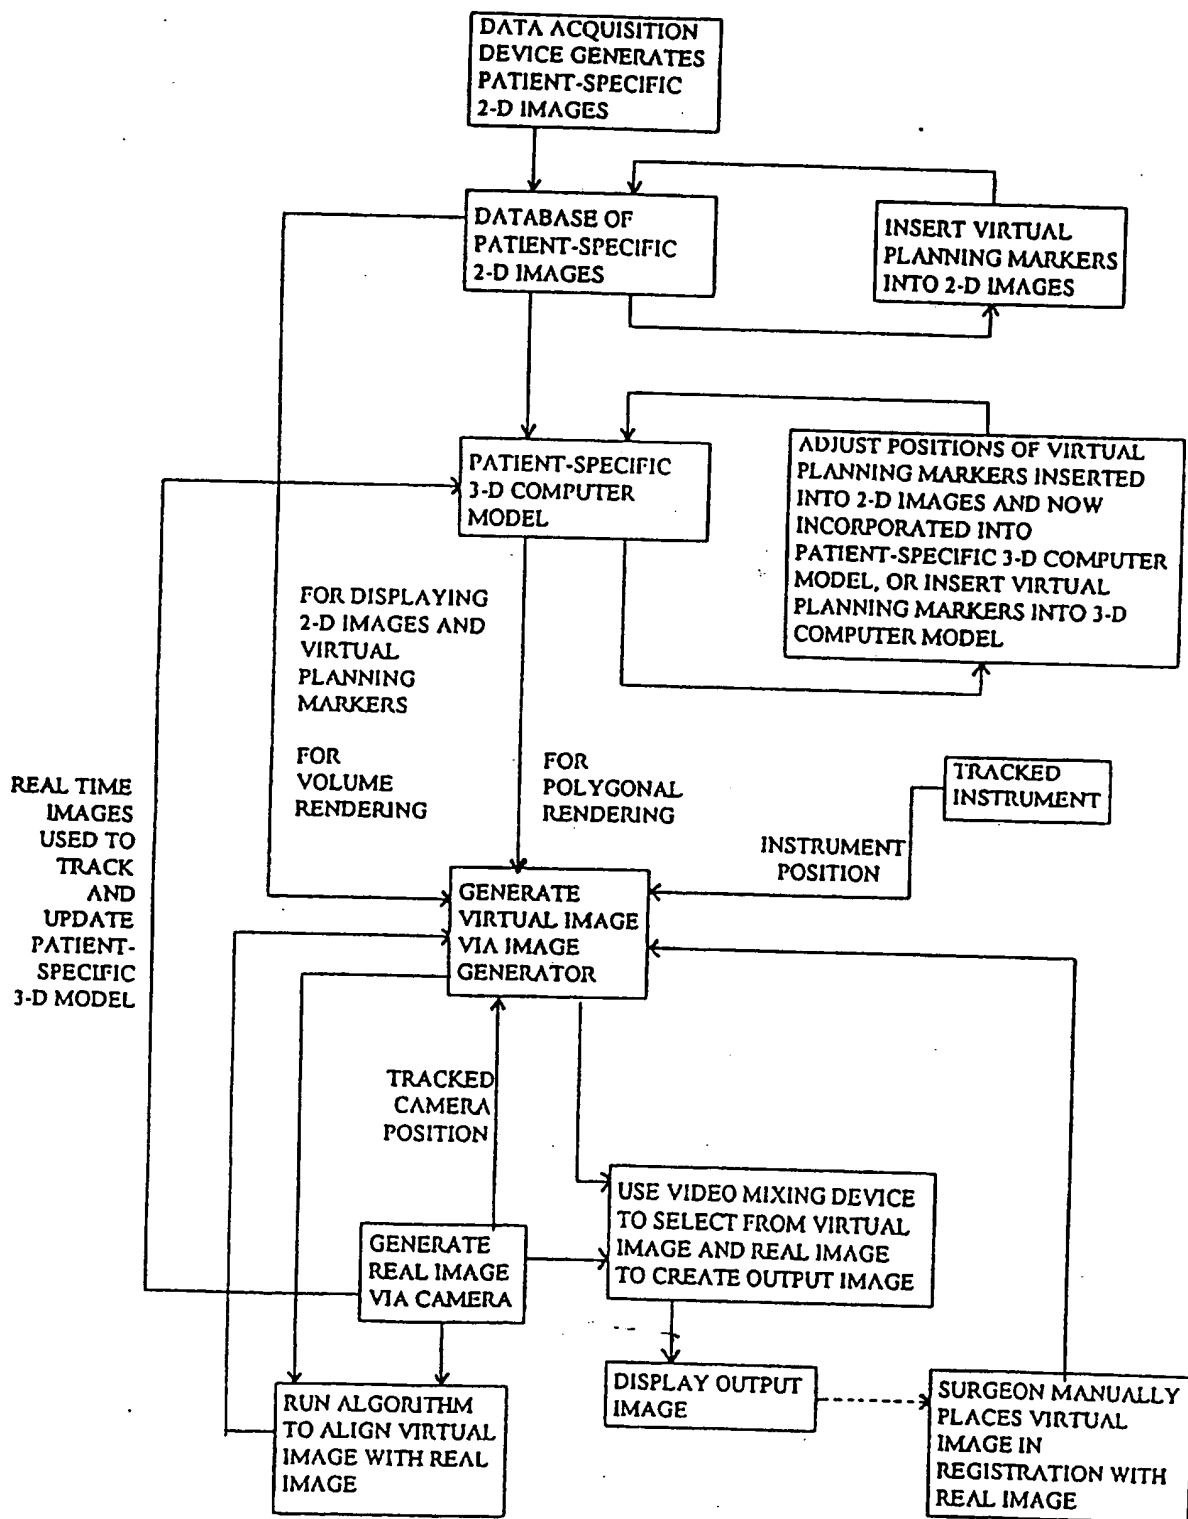 DATA ACQUISITION
DEVICE GENERATES
PATIENT-SPECIFIC
2-D IMAGES
DATABASE OF
PATIENT-SPECIFIC
2-D IMAGES
INSERT VIRTUAL
PLANNING MARKERS
INTO 2-D IMAGES
PATIENT-SPECIFIC
3-D COMPUTER
MODEL
ADJUST POSITIONS OF VIRTUAL
PLANNING MARKERS INSERTED
INTO 2-D IMAGES AND NOW
INCORPORATED INTO
PATIENT-SPECIFIC 3-D COMPUTER
MODEL, OR INSERT VIRTUAL
PLANNING MARKERS INTO 3-D
COMPUTER MODEL
FOR DISPLAYING
2-D IMAGES AND
VIRTUAL
PLANNING
MARKERS
FOR
VOLUME
RENDERING
FOR
POLYGONAL
RENDERING
TRACKED
INSTRUMENT
INSTRUMENT
POSITION
REAL TIME
IMAGES
USED TO
TRACK
AND
UPDATE
PATIENT-
SPECIFIC
3-D MODEL
GENERATE
VIRTUAL IMAGE
VIA IMAGE
GENERATOR
TRACKED
CAMERA
POSITION
USE VIDEO MIXING DEVICE
TO SELECT FROM VIRTUAL
IMAGE AND REAL IMAGE
TO CREATE OUTPUT IMAGE
GENERATE
REAL IMAGE
VIA CAMERA
DISPLAY OUTPUT
IMAGE
RUN ALGORITHM
TO ALIGN VIRTUAL
IMAGE WITH REAL
IMAGE
SURGEON MANUALLY
PLACES VIRTUAL
IMAGE IN
REGISTRATION WITH
REAL IMAGE